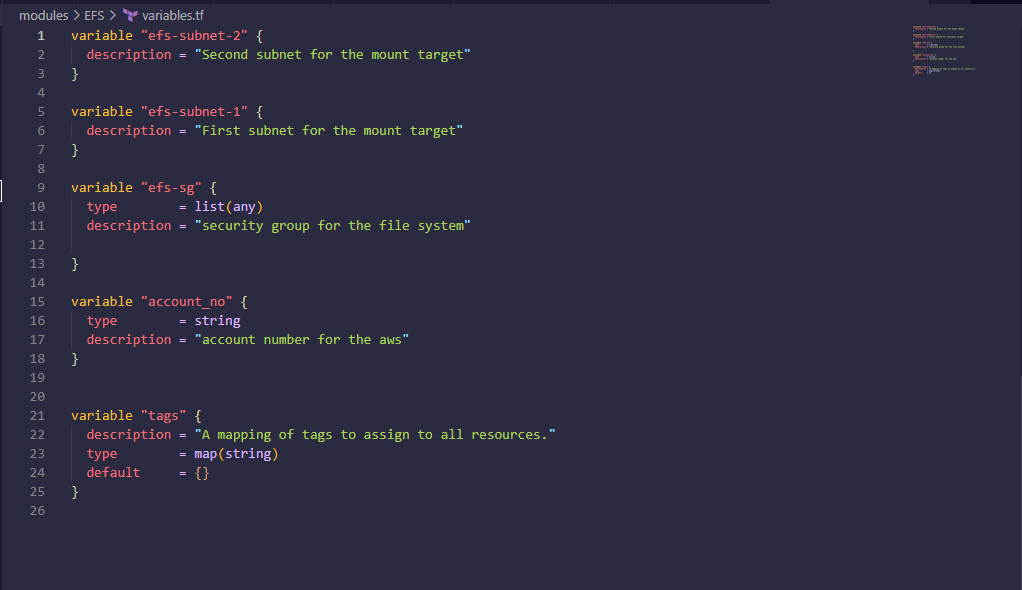 modules > EFS > variables.tf
1 variable "efs-subnet-2" {
2   description = "Second subnet for the mount target"
3 }
4
5 variable "efs-subnet-1" {
6   description = "First subnet for the mount target"
7 }
8
9 variable "efs-sg" {
10   type        = list(any)
11   description = "security group for the file system"
12
13 }
14
15 variable "account_no" {
16   type        = string
17   description = "account number for the aws"
18 }
19
20
21 variable "tags" {
22   description = "A mapping of tags to assign to all resources."
23   type        = map(string)
24   default     = {}
25 }
26